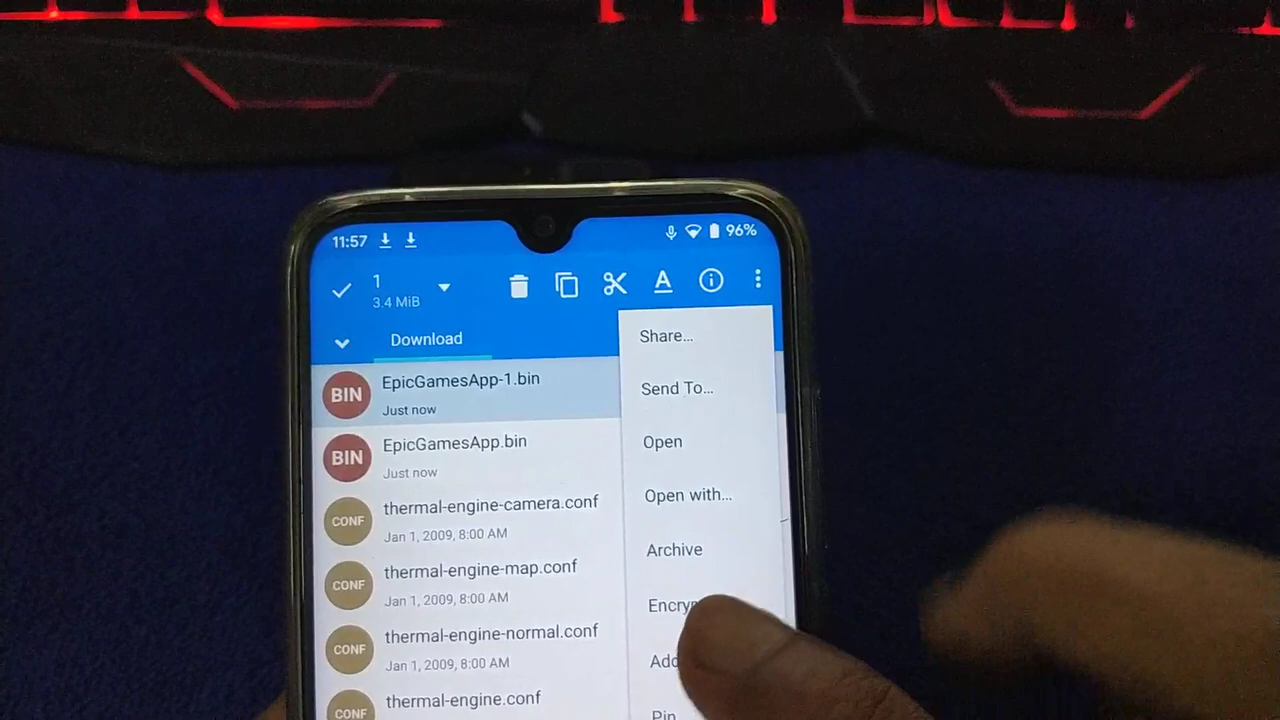 11:57
96%
1
3.4 MiB
A
Download
Share...
Send To...
Open
Open with...
Archive
BIN
EpicGamesApp-1.bin
Just now
BIN
EpicGamesApp.bin
Just now
CONF
thermal-engine-camera.conf
Jan 1, 2009, 8:00 AM
CONF
thermal-engine-map.conf
Jan 1, 2009, 8:00 AM
CONF
thermal-engine-normal.conf
Jan 1, 2009, 8:00 AM
CONF
thermal-engine.conf
Pin